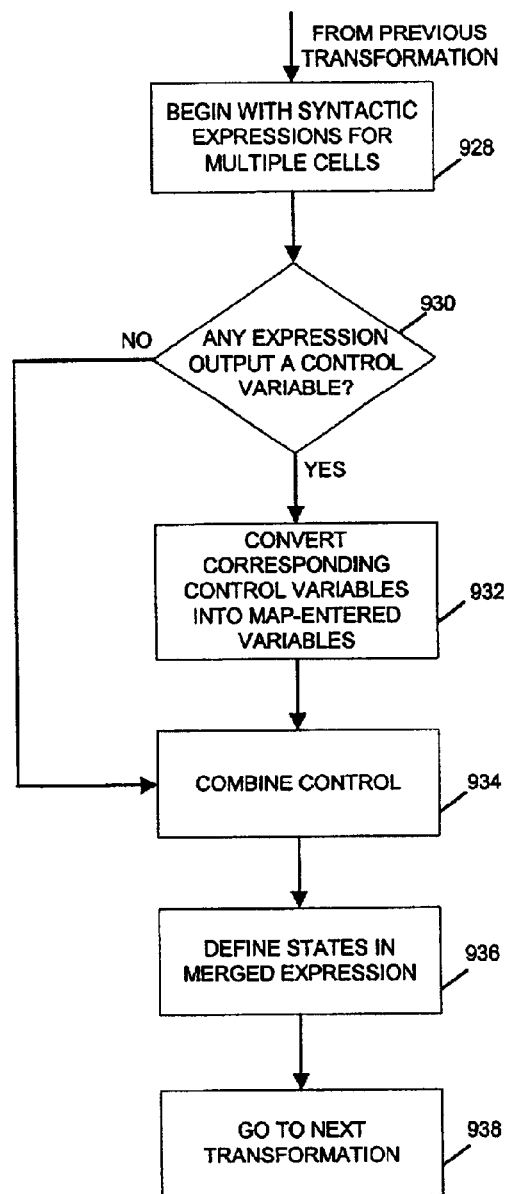 FROM PREVIOUS
TRANSFORMATION
BEGIN WITH SYNTACTIC
EXPRESSIONS FOR
MULTIPLE CELLS
928
930
NO
ANY EXPRESSION
OUTPUT A CONTROL
VARIABLE?
YES
CONVERT
CORRESPONDING
CONTROL VARIABLES
INTO MAP-ENTERED
VARIABLES
932
COMBINE CONTROL
934
DEFINE STATES IN
MERGED EXPRESSION
936
GO TO NEXT
TRANSFORMATION
938